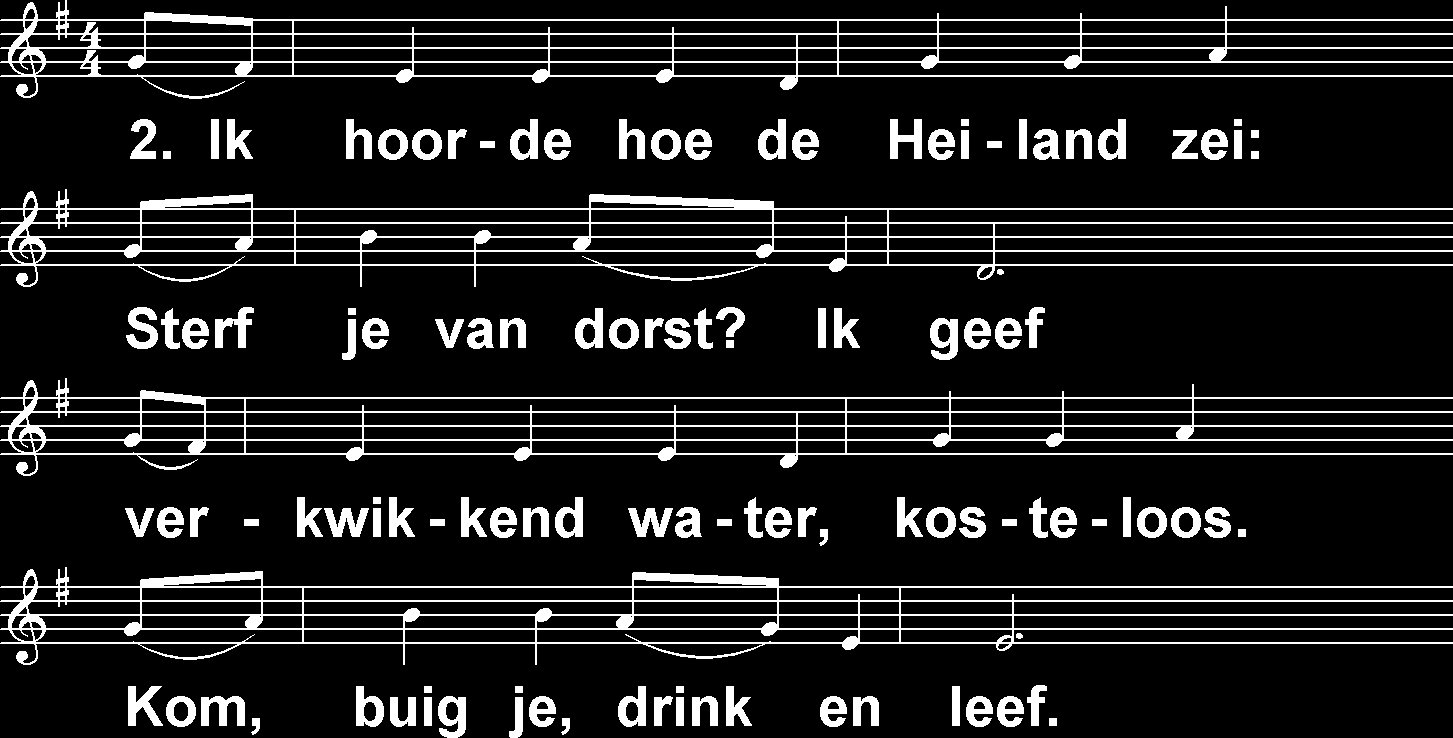 2. Ik hoor - de hoe de Hei - land zei:
Sterf je van dorst? Ik geef
ver - kwik - kend wa - ter, kos - te - loos.
Kom, buig je, drink en leef.